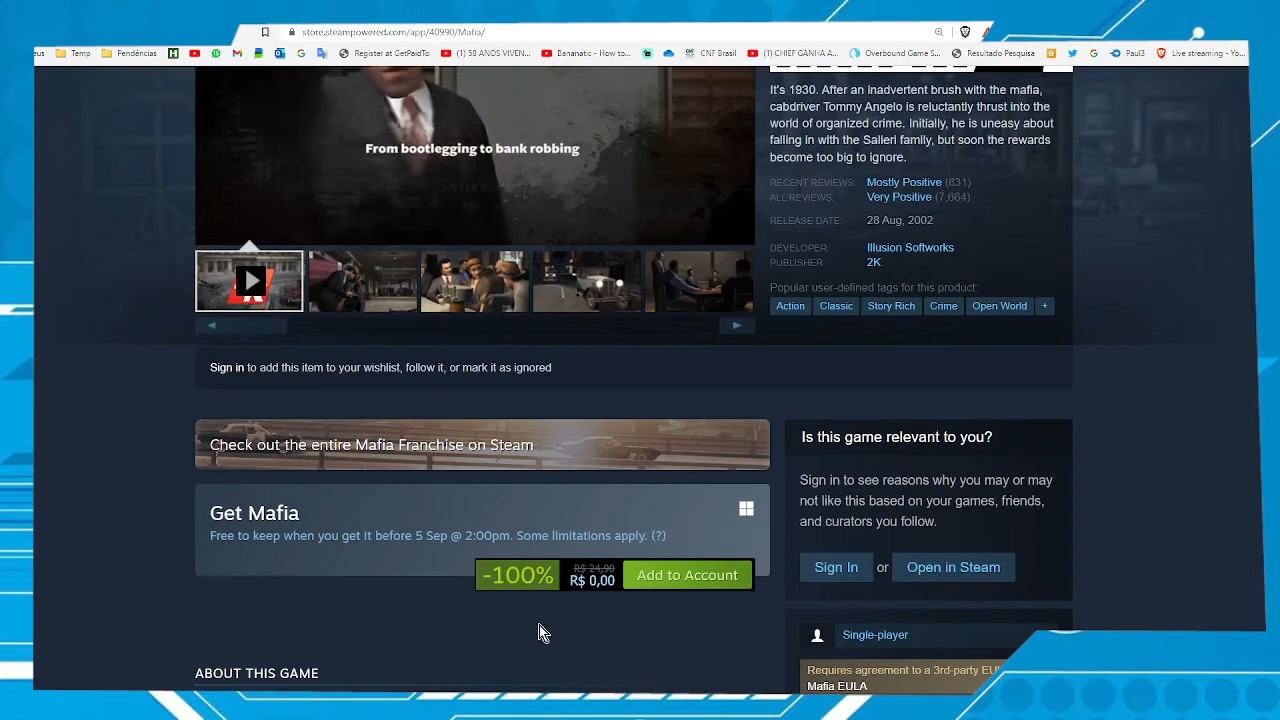 store.steampowered.com/app/40990/Mafia/
eus Temp Pendências Register at GetPaidTo (1) 58 ANOS VIVEN... Bananatic - How to... CNF Brasil (1) CHIEF GANHA A... Overbound Game S... Resultado Pesquisa Paul3 Live streaming - Yo...
From bootlegging to bank robbing
It's 1930. After an inadvertent brush with the mafia,
cabdriver Tommy Angelo is reluctantly thrust into the
world of organized crime. Initially, he is uneasy about
falling in with the Salieri family, but soon the rewards
become too big to ignore.
RECENT REVIEWS: Mostly Positive (831)
ALL REVIEWS: Very Positive (7,664)
RELEASE DATE: 28 Aug, 2002
DEVELOPER: Illusion Softworks
PUBLISHER: 2K
Popular user-defined tags for this product:
Action Classic Story Rich Crime Open World +
Sign in to add this item to your wishlist, follow it, or mark it as ignored
Check out the entire Mafia Franchise on Steam
Get Mafia
Free to keep when you get it before 5 Sep @ 2:00pm. Some limitations apply. (?)
-100% R$ 24,90 R$ 0,00 Add to Account
Is this game relevant to you?
Sign in to see reasons why you may or may
not like this based on your games, friends,
and curators you follow.
Sign In or Open in Steam
Single-player
Requires agreement to a 3rd-party EU
Mafia EULA
ABOUT THIS GAME